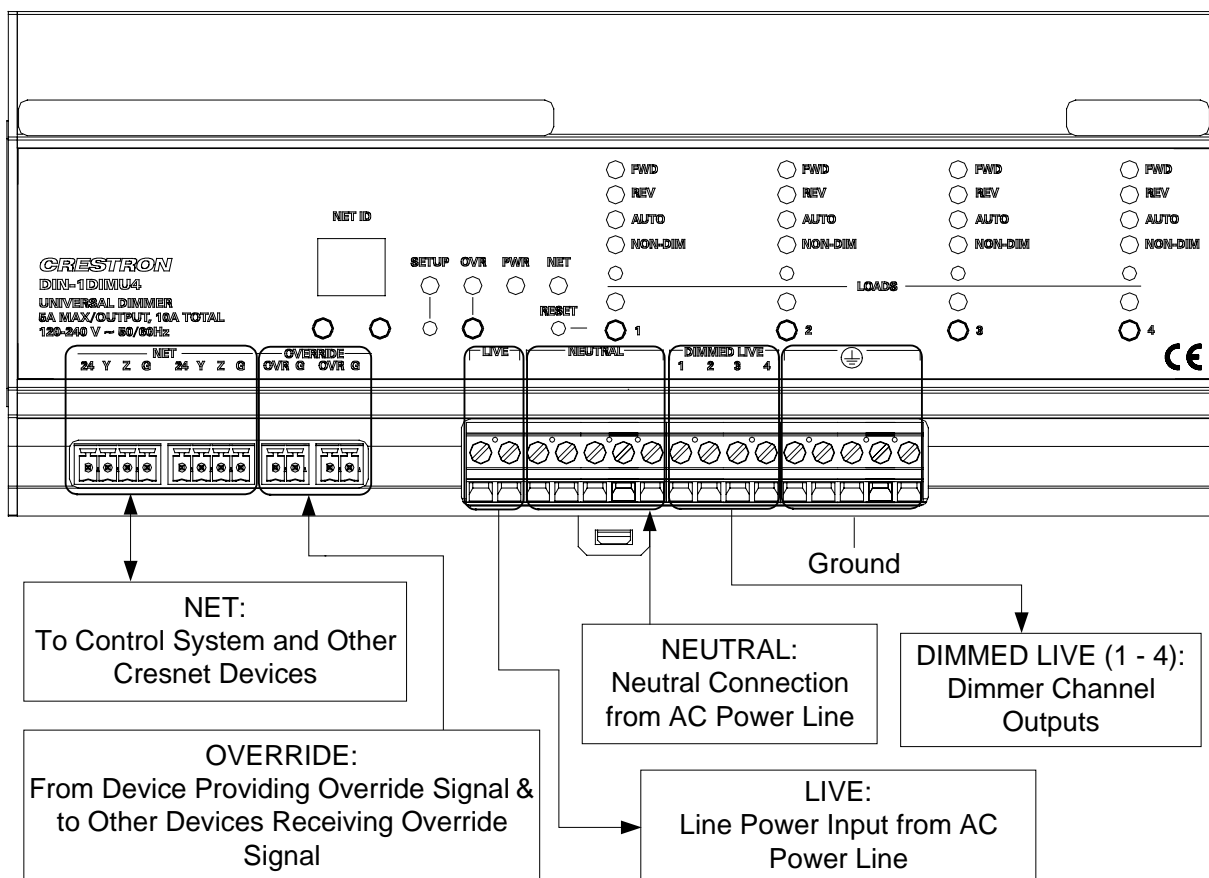 FWD FWD FWD FWD
REV REV REV REV
NET ID AUTO AUTO AUTO AUTO
NON-DIM NON-DIM NON-DIM NON-DIM
CRESTRON SETUP OVR PWR NET
DIN-1DIMU4 LOADS
UNIVERSAL DIMMER
5A MAX/OUTPUT, 10A TOTAL RESET
120-240 V ~ 50/60Hz 1 2 3 4
NET OVERRIDE LIVE NEUTRAL DIMMED LIVE CE
24 Y Z G 24 Y Z G OVR G OVR G 1 2 3 4
Ground
NET:
To Control System and Other
Cresnet Devices
NEUTRAL:
Neutral Connection
from AC Power Line
DIMMED LIVE (1 - 4):
Dimmer Channel
Outputs
OVERRIDE:
From Device Providing Override Signal &
to Other Devices Receiving Override
Signal
LIVE:
Line Power Input from AC
Power Line